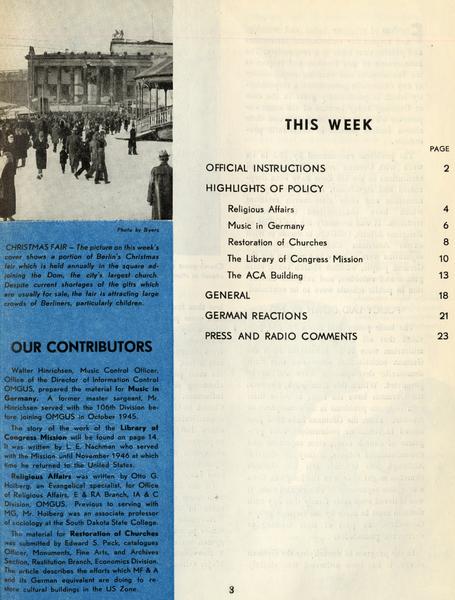 Photo by Byers
CHRISTMAS FAIR — The picture on this week's
cover shows a portion of Berlin's Christmas
fair which is held annually in the square ad-
joining the Dom, the city's largest church.
Despite current shortages of the gifts which
are usually for sale, the fair is attracting large
crowds of Berliners, particularly children.
OUR CONTRIBUTORS
Walter Hinrichsen, Music Control Officer,
Office of the Director of Information Control
OMGUS, prepared the material for Music in
Germany. A former master sergeant, Mr.
Hinrichsen served with the 106th Division be-
fore joining OMGUS in October 1945.
The story of the work of the Library of
Congress Mission will be found on page 14.
It was written by L. E. Nachman who served
with the Mission until November 1946 at which
time he returned to the United States.
Religious Affairs was written by Otto G.
Hoiberg, an Evangelical specialist, for Office
of Religious Affairs, E & RA Branch, IA & C
Division, OMGUS. Previous to serving with
MG, Mr. Hoiberg was an associate professor
of sociology at the South Dakota State College.
The material for Restoration of Churches
was submitted by Edward S. Peck, catalogues
Officer, Monuments, Fine Arts, and Archives
Section, Restitution Branch, Economics Division.
The article describes the efforts which MF & A
and its German equivalent are doing to re-
store cultural buildings in the US Zone.
THIS WEEK
PAGE
OFFICIAL INSTRUCTIONS 2
HIGHLIGHTS OF POLICY
Religious Affairs 4
Music in Germany 6
Restoration of Churches 8
The Library of Congress Mission 10
The ACA Building 13
GENERAL 18
GERMAN REACTIONS 21
PRESS AND RADIO COMMENTS 23
3